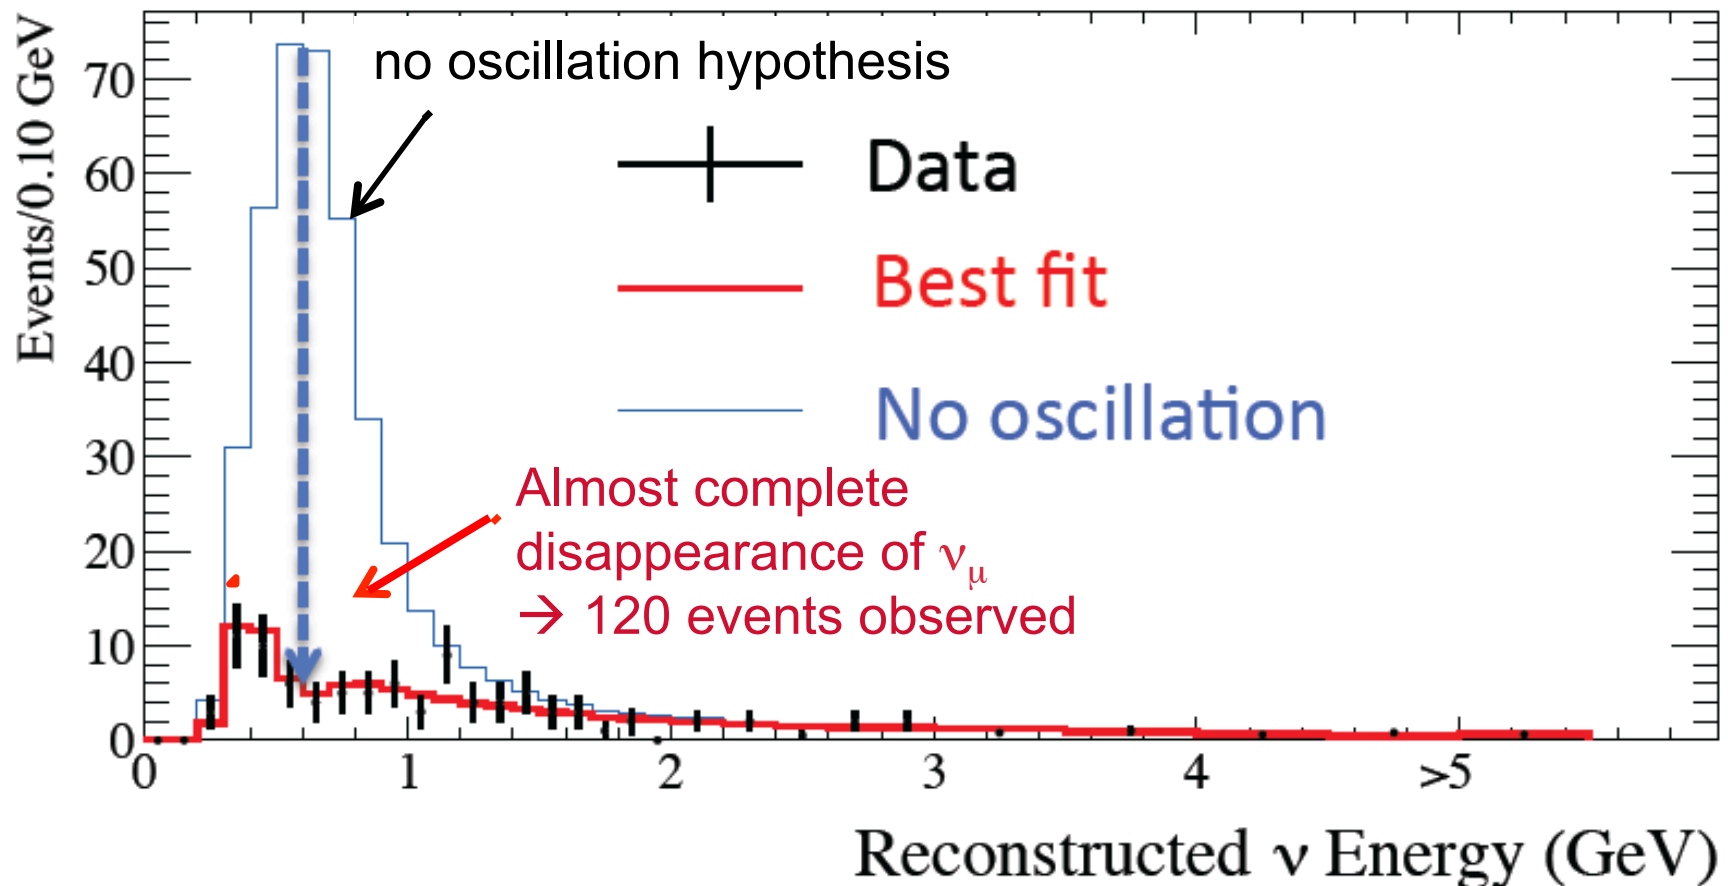 Events/0.10 GeV
70
60
50
40
30
20
10
0
no oscillation hypothesis
Data
Best fit
No oscillation
Almost complete
disappearance of νμ
→ 120 events observed
0 1 2 3 4 >5
Reconstructed ν Energy (GeV)